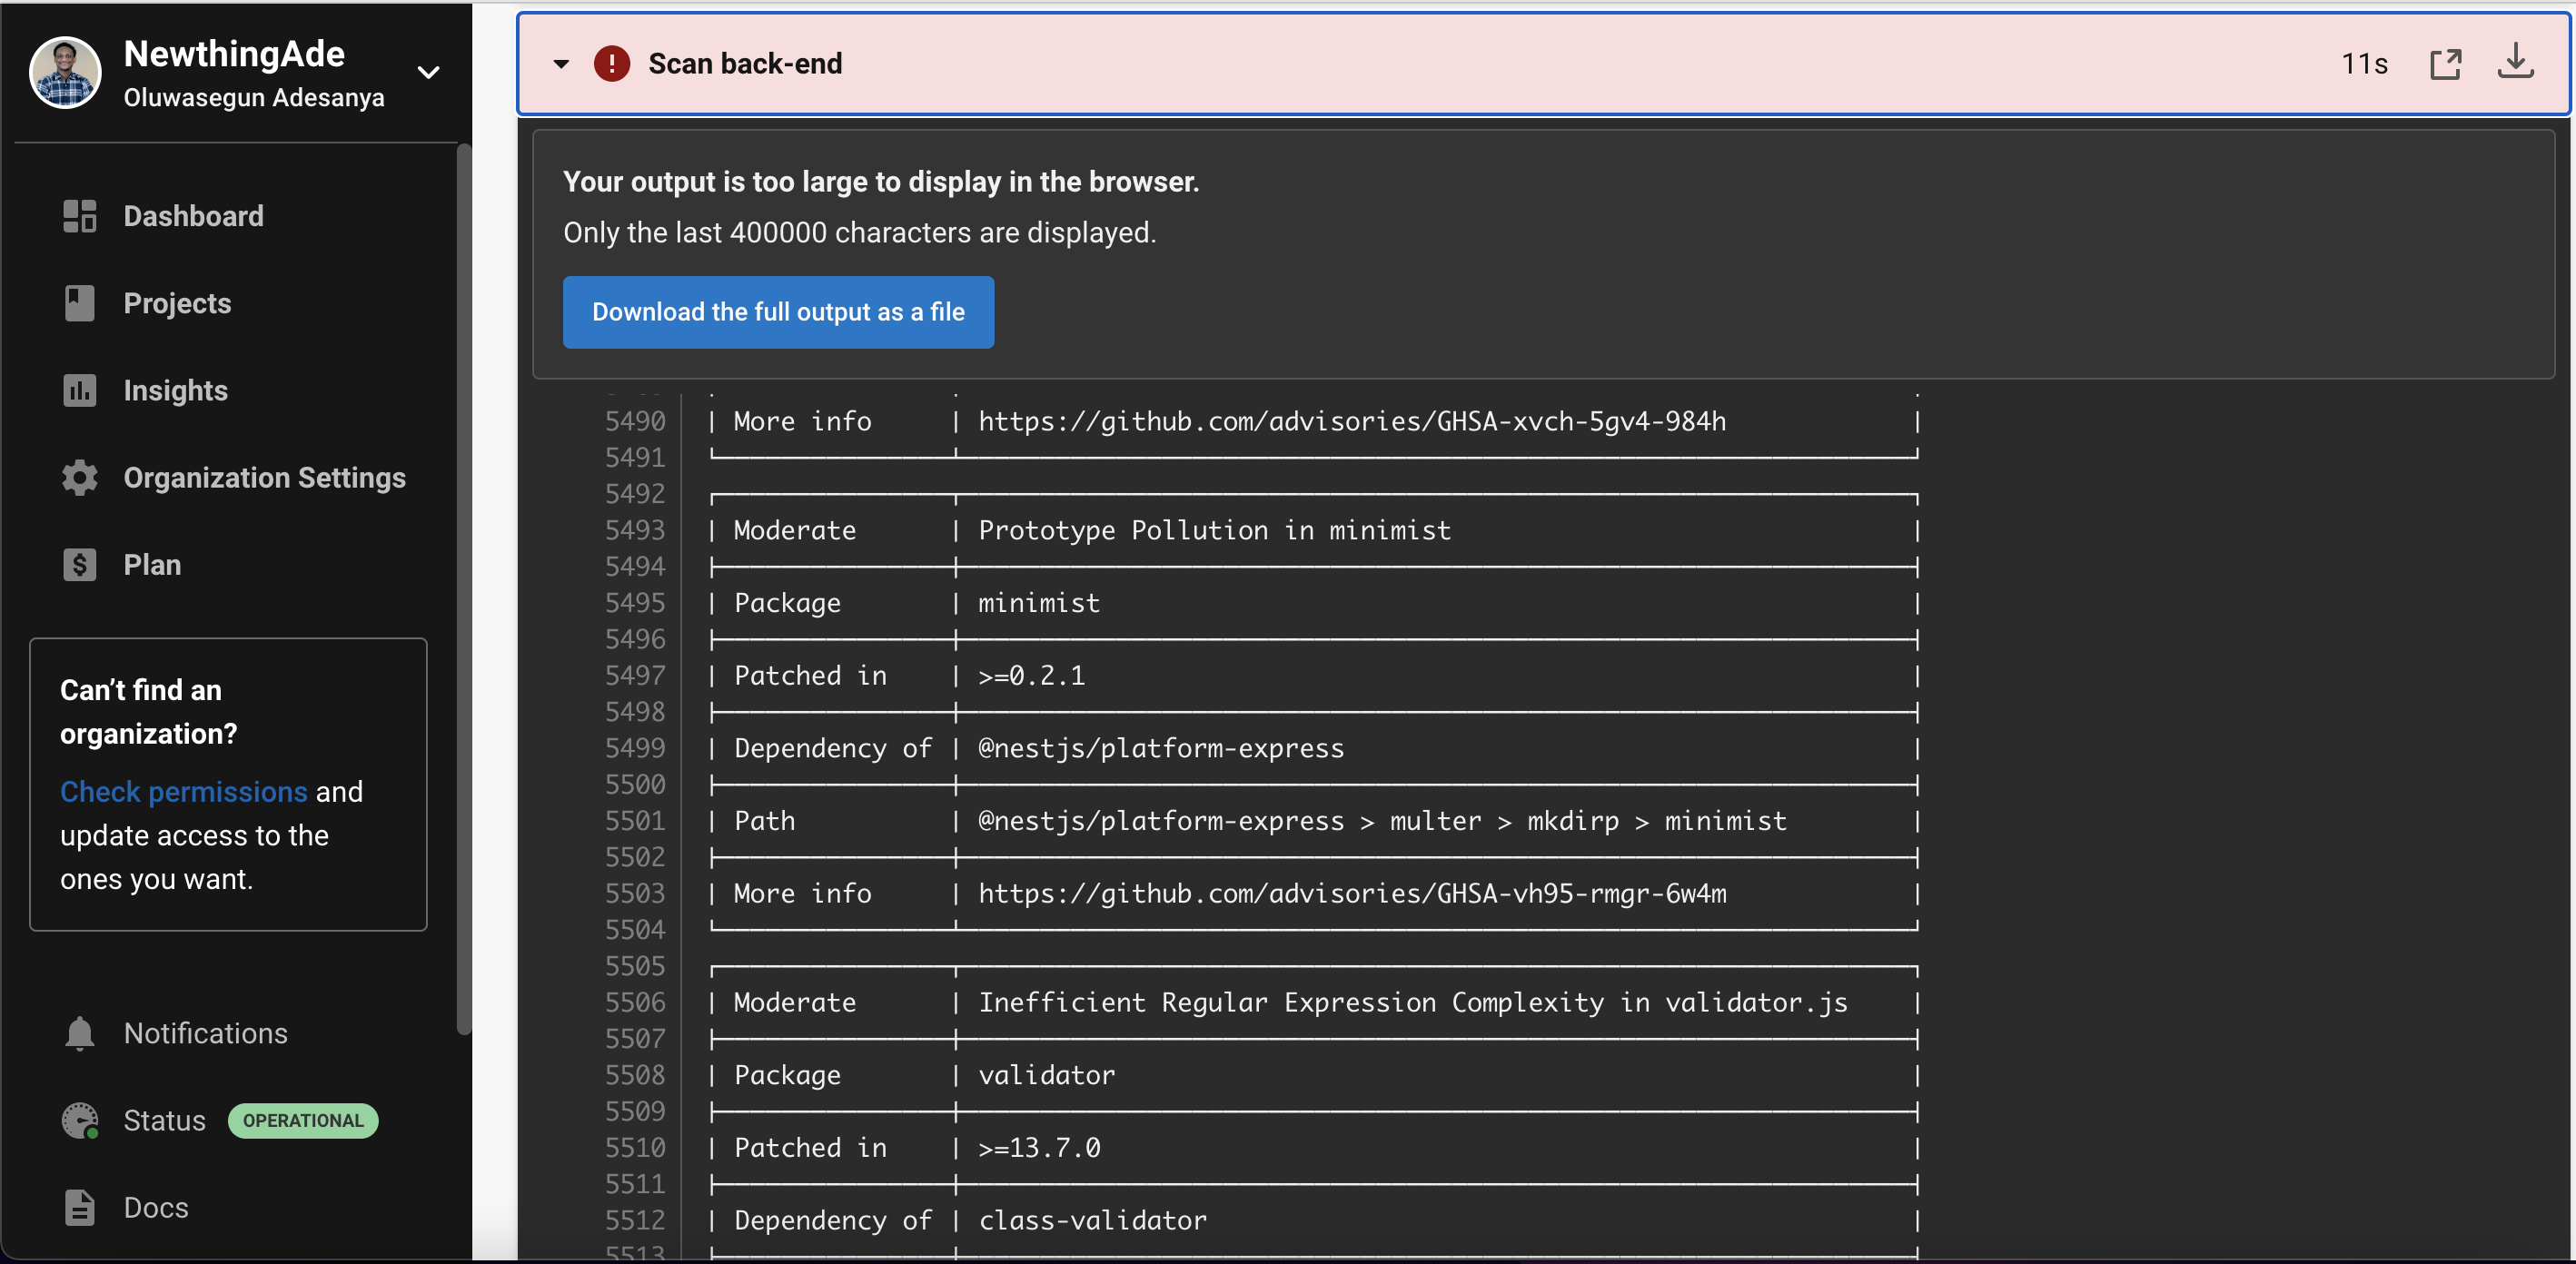 NewthingAde
Oluwasegun Adesanya
Dashboard
Projects
Insights
Organization Settings
Plan
Can’t find an
organization?
Check permissions and
update access to the
ones you want.
Notifications
Status OPERATIONAL
Docs
Scan back-end 11s
Your output is too large to display in the browser.
Only the last 400000 characters are displayed.
Download the full output as a file
5490 | More info | https://github.com/advisories/GHSA-xvch-5gv4-984h |
5491
5492
5493 | Moderate | Prototype Pollution in minimist |
5494
5495 | Package | minimist |
5496
5497 | Patched in | >=0.2.1 |
5498
5499 | Dependency of | @nestjs/platform-express |
5500
5501 | Path | @nestjs/platform-express > multer > mkdirp > minimist |
5502
5503 | More info | https://github.com/advisories/GHSA-vh95-rmgr-6w4m |
5504
5505
5506 | Moderate | Inefficient Regular Expression Complexity in validator.js |
5507
5508 | Package | validator |
5509
5510 | Patched in | >=13.7.0 |
5511
5512 | Dependency of | class-validator |
5513